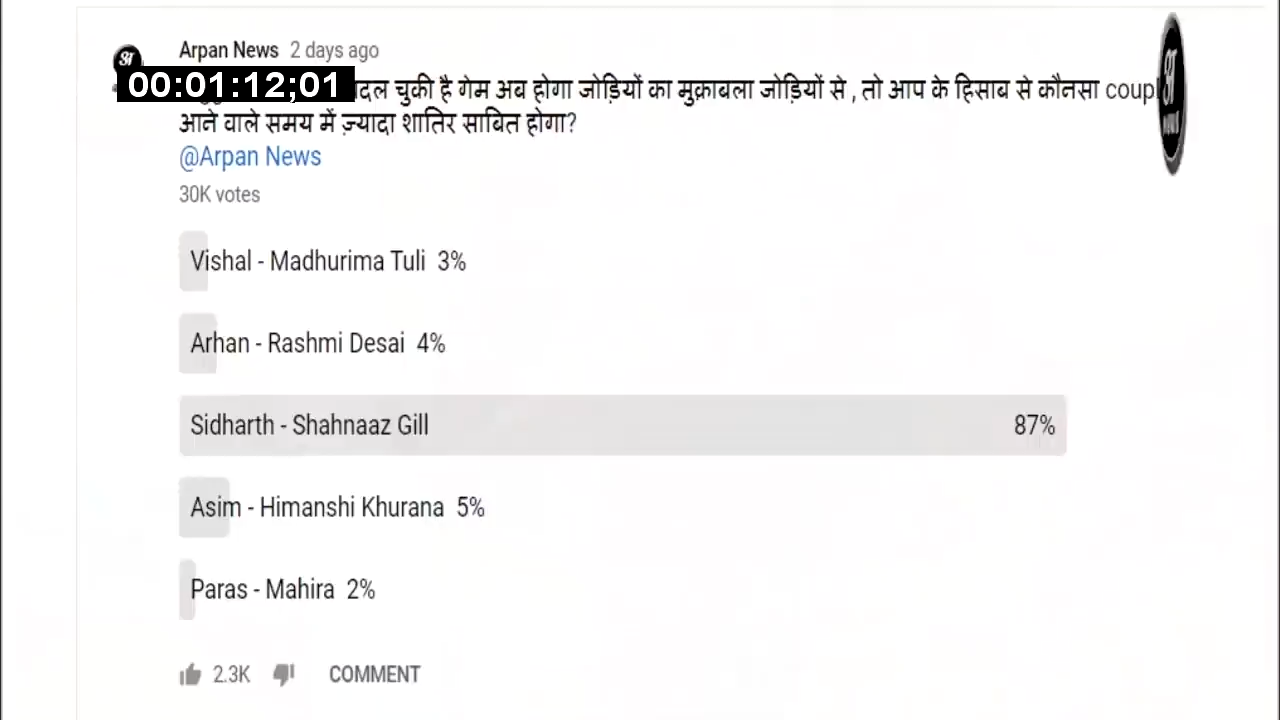 Arpan News 2 days ago
00:01:12;01
चुकी है गेम अब होगा जोड़ियों का मुक़ाबला जोड़ियों से , तो आप के हिसाब से कौनसा
आने वाले समय में ज़्यादा शातिर साबित होगा?
@Arpan News
30K votes
Vishal - Madhurima Tuli 3%
Arhan - Rashmi Desai 4%
Sidharth - Shahnaaz Gill 87%
Asim - Himanshi Khurana 5%
Paras - Mahira 2%
2.3K COMMENT